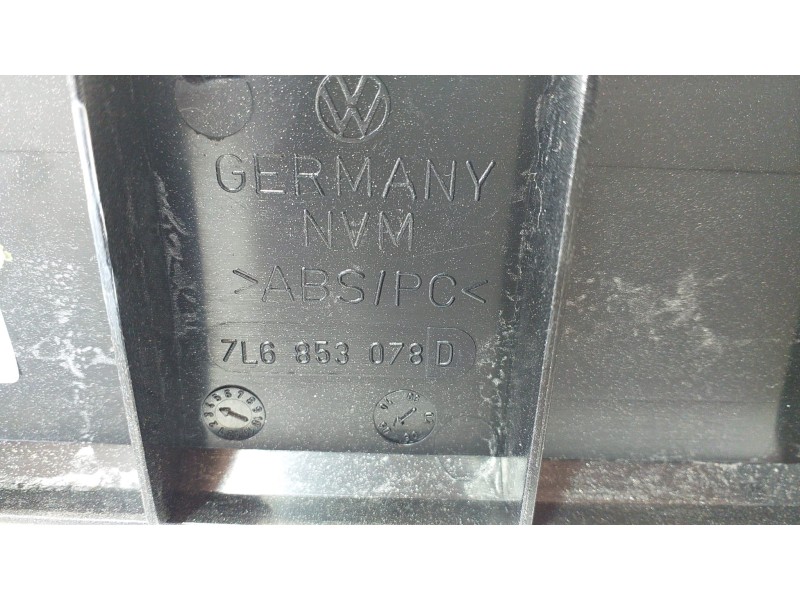 GERMANY
NVM
>ABS/PC<
7L6 853 078 D